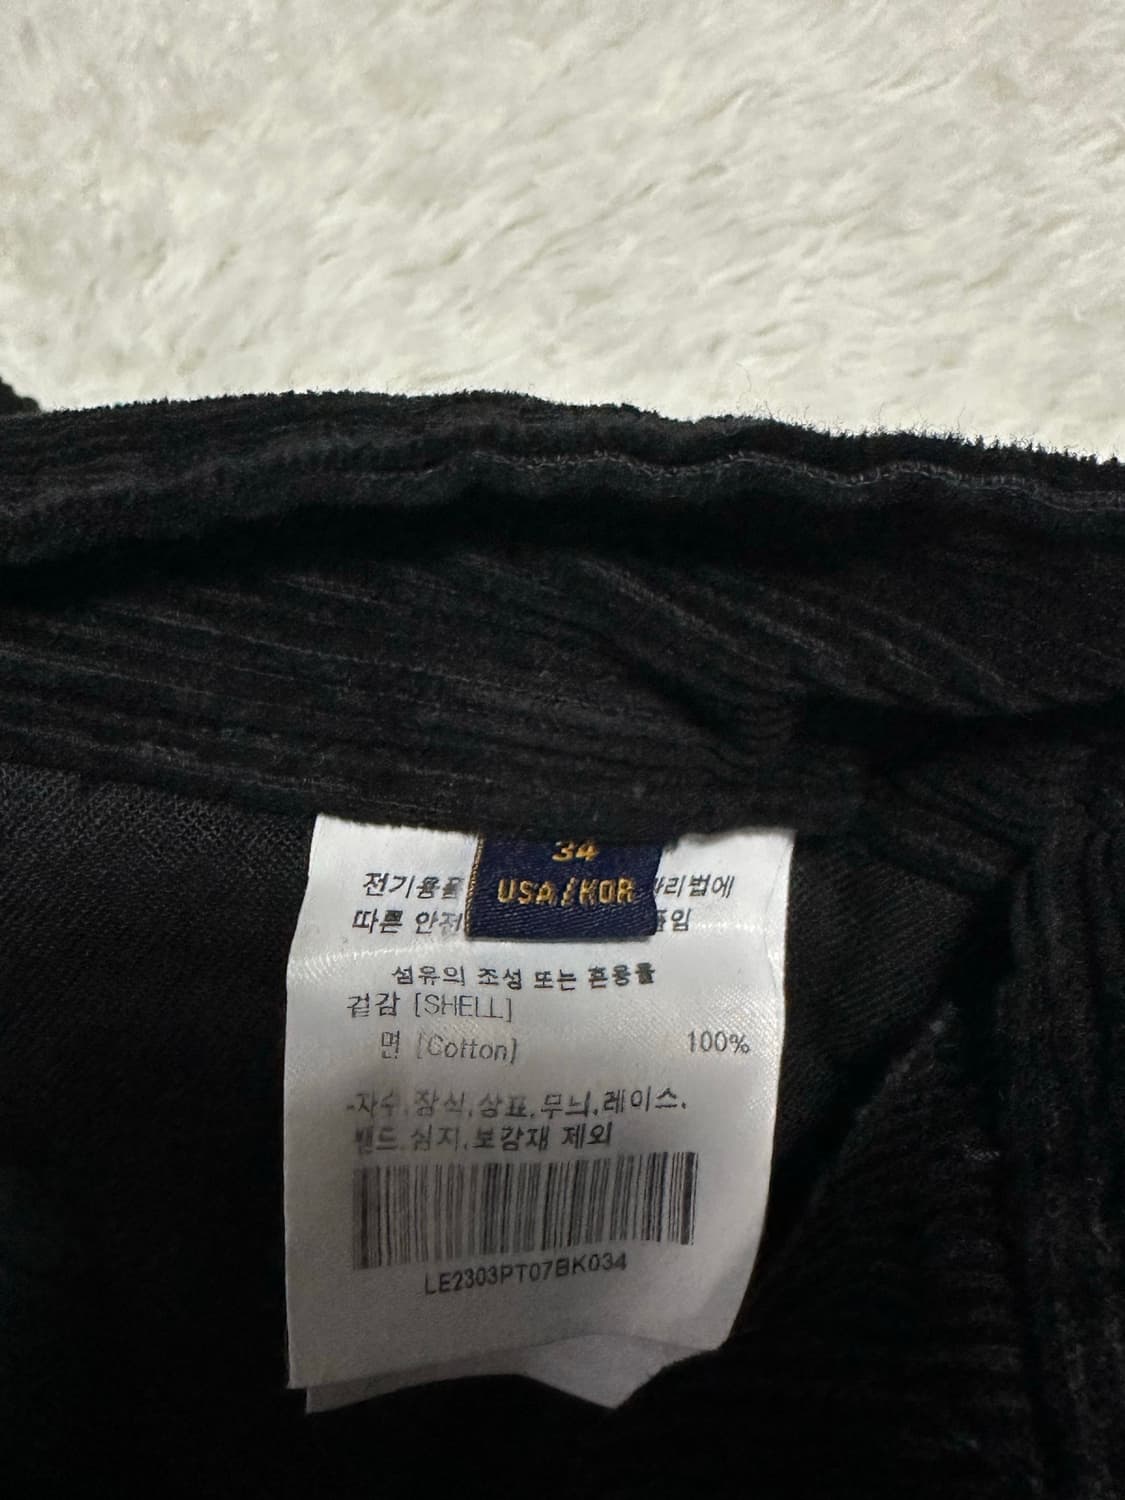 34
USA/KOR
전기용품 관리법에
따른 안전 품임
섬유의 조성 또는 혼용률
겉감 [SHELL]
면 [Cotton] 100%
-자수,장식,상표,무늬,레이스,
밴드,심지,보강재 제외
LE2303PT07BK034